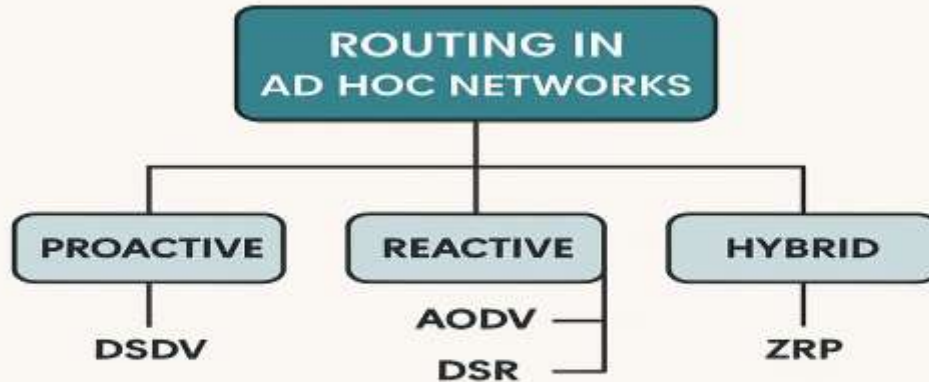 ROUTING IN
AD HOC NETWORKS
PROACTIVE
REACTIVE
HYBRID
DSDV
AODV
DSR
ZRP